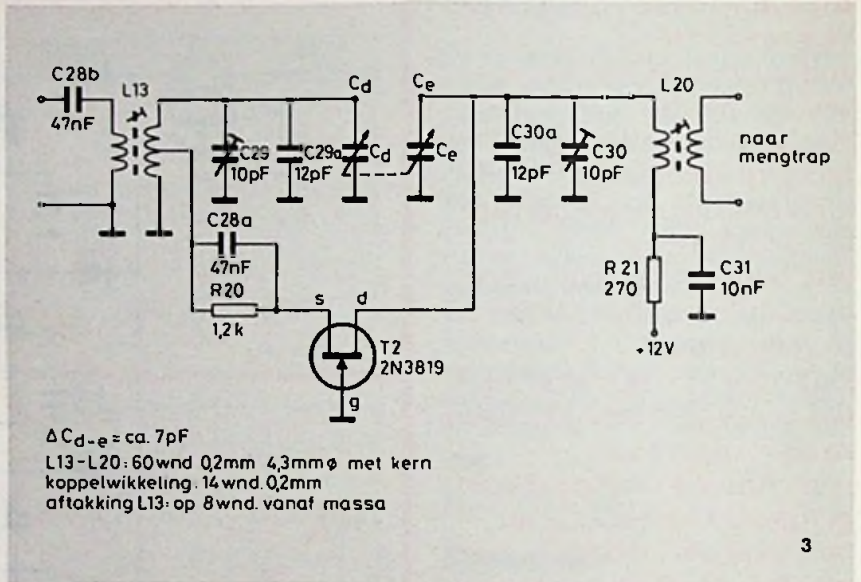 C28b
47nF
L13
C29
10pF
C29a
12pF
Cd
Cd
Ce
Ce
C30a
12pF
C30
10pF
L20
naar
mengtrap
C28a
47nF
R20
1,2k
s
d
g
T2
2N3819
R21
270
C31
10nF
+12V
ΔCd-e = ca. 7pF
L13-L20: 60wnd 0,2mm 4,3mmø met kern
koppelwikkeling. 14wnd. 0,2mm
aftakking L13: op 8wnd. vanaf massa
3